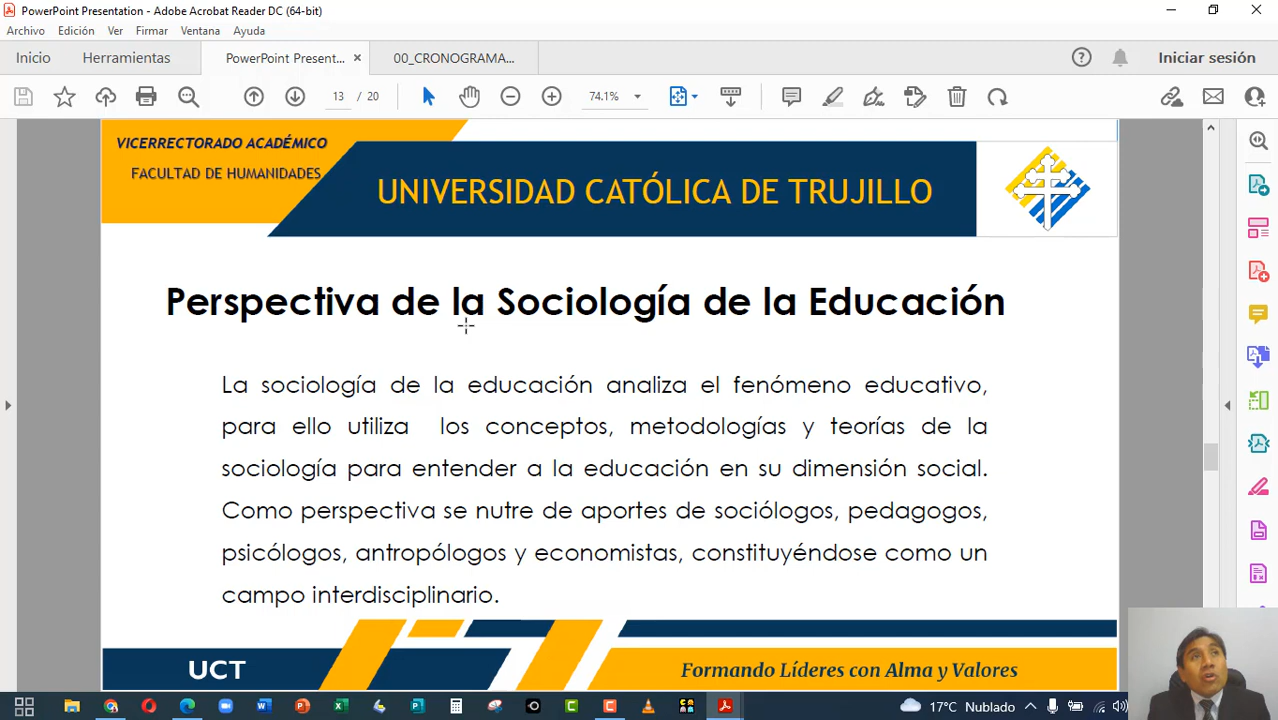 PowerPoint Presentation - Adobe Acrobat Reader DC (64-bit)
Archivo Edición Ver Firmar Ventana Ayuda
Inicio Herramientas PowerPoint Present... × 00_CRONOGRAMA... Iniciar sesión
13 / 20 74.1%
VICERRECTORADO ACADÉMICO
FACULTAD DE HUMANIDADES
UNIVERSIDAD CATÓLICA DE TRUJILLO
Perspectiva de la Sociología de la Educación
La sociología de la educación analiza el fenómeno educativo,
para ello utiliza los conceptos, metodologías y teorías de la
sociología para entender a la educación en su dimensión social.
Como perspectiva se nutre de aportes de sociólogos, pedagogos,
psicólogos, antropólogos y economistas, constituyéndose como un
campo interdisciplinario.
UCT
Formando Líderes con Alma y Valores
17°C Nublado